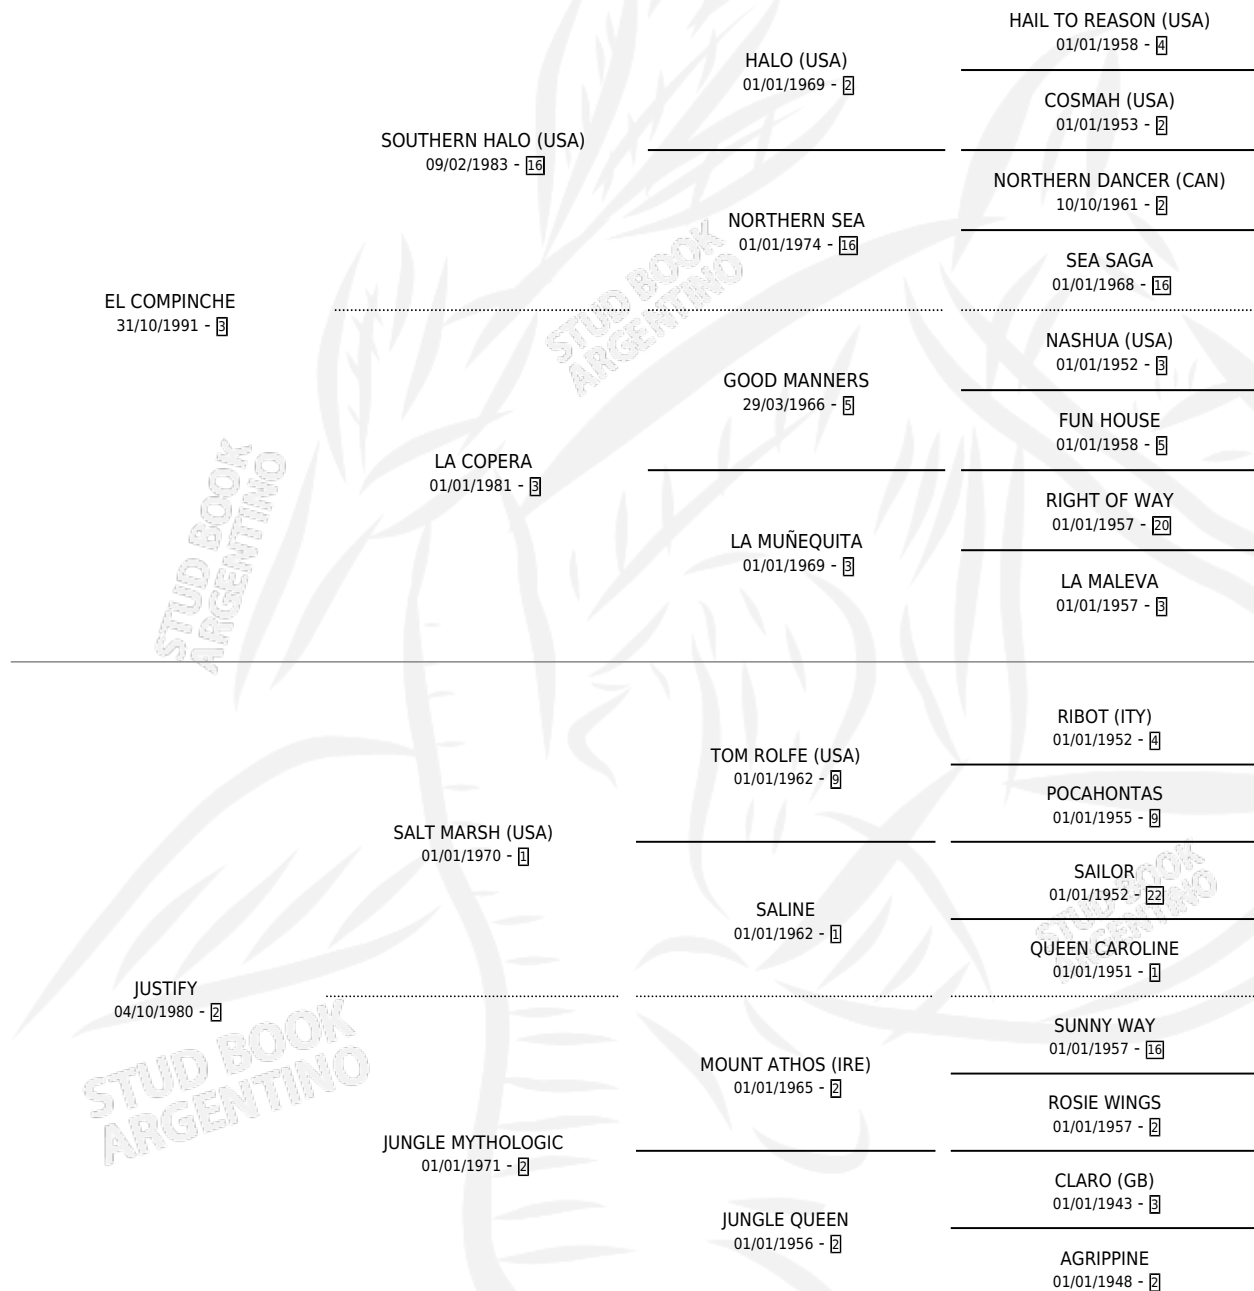 EL COMPINCHE
31/10/1991 - 3
SOUTHERN HALO (USA)
09/02/1983 - 16
LA COPERA
01/01/1981 - 3
HALO (USA)
01/01/1969 - 2
NORTHERN SEA
01/01/1974 - 16
GOOD MANNERS
29/03/1966 - 5
LA MUÑEQUITA
01/01/1969 - 3
HAIL TO REASON (USA)
01/01/1958 - 4
COSMAH (USA)
01/01/1953 - 2
NORTHERN DANCER (CAN)
10/10/1961 - 2
SEA SAGA
01/01/1968 - 16
NASHUA (USA)
01/01/1952 - 3
FUN HOUSE
01/01/1958 - 5
RIGHT OF WAY
01/01/1957 - 20
LA MALEVA
01/01/1957 - 3
JUSTIFY
04/10/1980 - 2
SALT MARSH (USA)
01/01/1970 - 1
JUNGLE MYTHOLOGIC
01/01/1971 - 2
TOM ROLFE (USA)
01/01/1962 - 9
SALINE
01/01/1962 - 1
MOUNT ATHOS (IRE)
01/01/1965 - 2
JUNGLE QUEEN
01/01/1956 - 2
RIBOT (ITY)
01/01/1952 - 4
POCAHONTAS
01/01/1955 - 9
SAILOR
01/01/1952 - 22
QUEEN CAROLINE
01/01/1951 - 1
SUNNY WAY
01/01/1957 - 16
ROSIE WINGS
01/01/1957 - 2
CLARO (GB)
01/01/1943 - 3
AGRIPPINE
01/01/1948 - 2
STUD BOOK
ARGENTINO
STUD BOOK
ARGENTINO
STUD BOOK
ARGENTINO
STUD BOOK
ARGENTINO